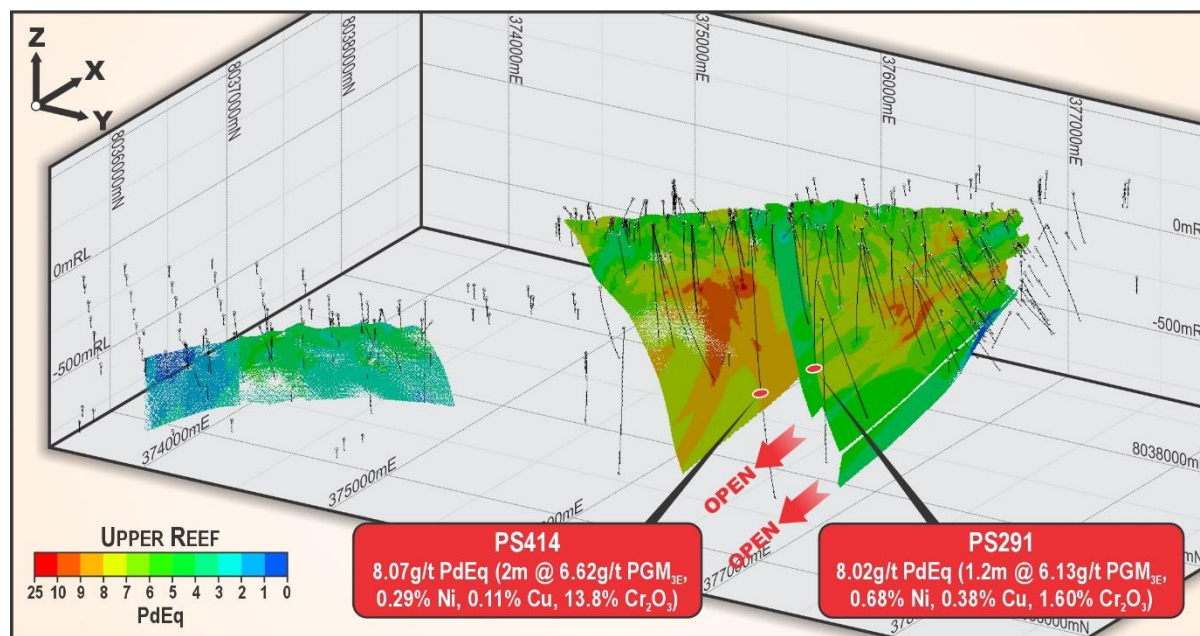 Z
X
Y
8036000mN
8037000mN
8038000mN
374000mE
375000mE
376000mE
377000mE
0mRL
-500mRL
0mRL
-500mRL
374000mE
375000mE
377000mE
8038000mN
OPEN
OPEN
UPPER REEF
25 10 9 8 7 6 5 4 3 2 1 0
PdEq
PS414
8.07g/t PdEq (2m @ 6.62g/t PGM3E,
0.29% Ni, 0.11% Cu, 13.8% Cr2O3)
PS291
8.02g/t PdEq (1.2m @ 6.13g/t PGM3E,
0.68% Ni, 0.38% Cu, 1.60% Cr2O3)